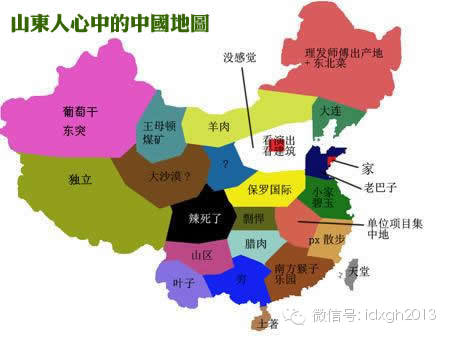 山東人心中的中國地圖
没感觉
理发师傅出产地
+东北菜
葡萄干
东突
王母顿
煤矿
羊肉
看演出
看建筑
大连
独立
大沙漠？
？
家
保罗国际
老巴子
小家
碧玉
辣死了
剽悍
单位项目集
中地
px 散步
腊肉
山区
叶子
穷
南方猴子
乐园
天堂
土著
微信号: idxgh2013